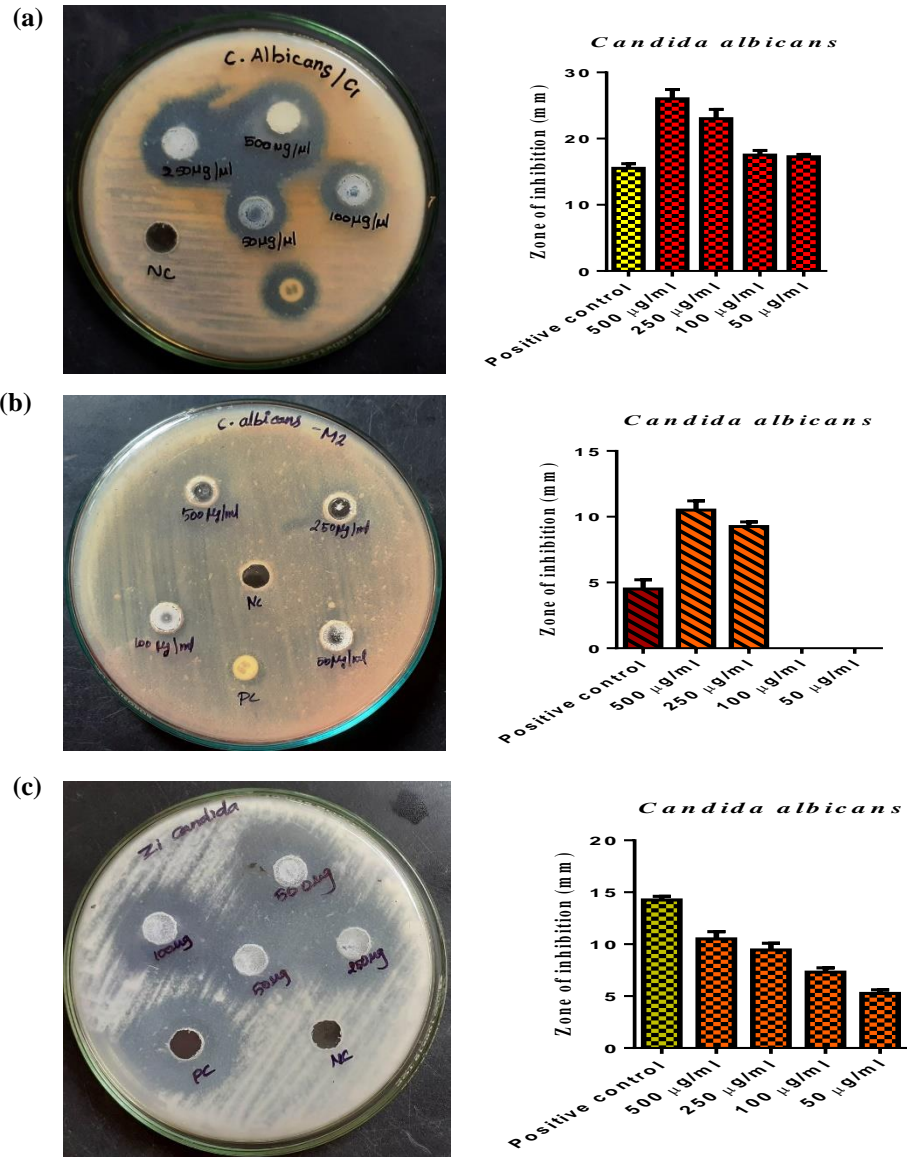 (a)
C. Albicans/C1
250μg/μl
500μg/μl
50μg/μl
100μg/μl
NC
Candida albicans
Zone of inhibition (mm)
30
20
10
0
Positive control
500 μg/ml
250 μg/ml
100 μg/ml
50 μg/ml
(b)
C. albicans -M2
500μg/ml
250μg/ml
NC
100μg/ml
50μg/ml
PC
Candida albicans
Zone of inhibition (mm)
15
10
5
0
Positive control
500 μg/ml
250 μg/ml
100 μg/ml
50 μg/ml
(c)
Zi candida
500μg
100μg
50μg
250μg
PC
NC
Candida albicans
Zone of inhibition (mm)
20
15
10
5
0
Positive control
500 μg/ml
250 μg/ml
100 μg/ml
50 μg/ml